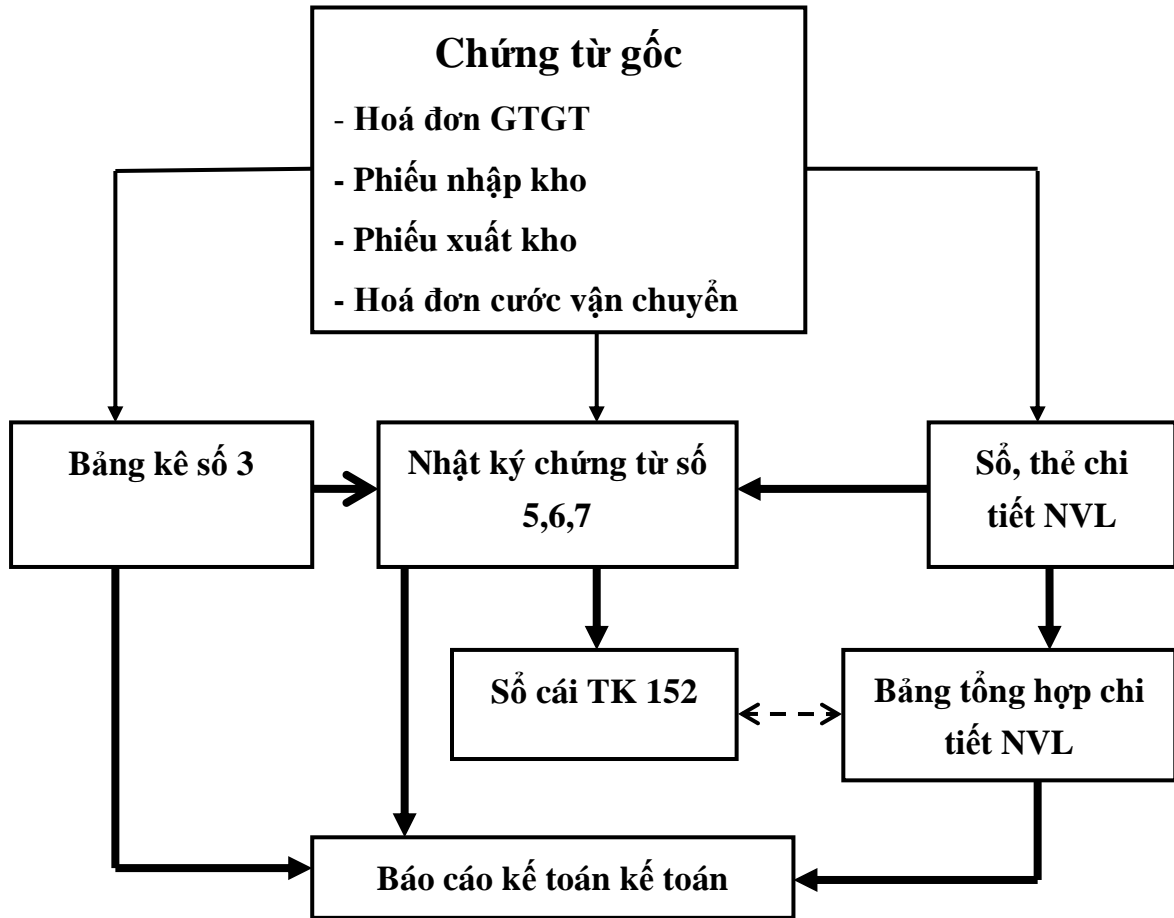 Chứng từ gốc
- Hoá đơn GTGT
- Phiếu nhập kho
- Phiếu xuất kho
- Hoá đơn cước vận chuyển
Bảng kê số 3
Nhật ký chứng từ số
5,6,7
Sổ, thẻ chi
tiết NVL
Sổ cái TK 152
Bảng tổng hợp chi
tiết NVL
Báo cáo kế toán kế toán